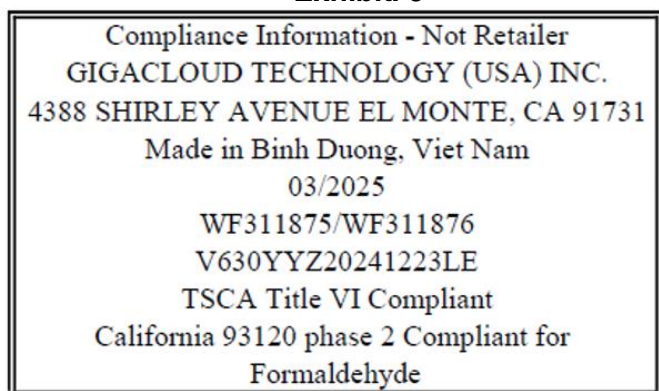 Compliance Information - Not Retailer
GIGACLOUD TECHNOLOGY (USA) INC.
4388 SHIRLEY AVENUE EL MONTE, CA 91731
Made in Binh Duong, Viet Nam
03/2025
WF311875/WF311876
V630YYZ20241223LE
TSCA Title VI Compliant
California 93120 phase 2 Compliant for
Formaldehyde